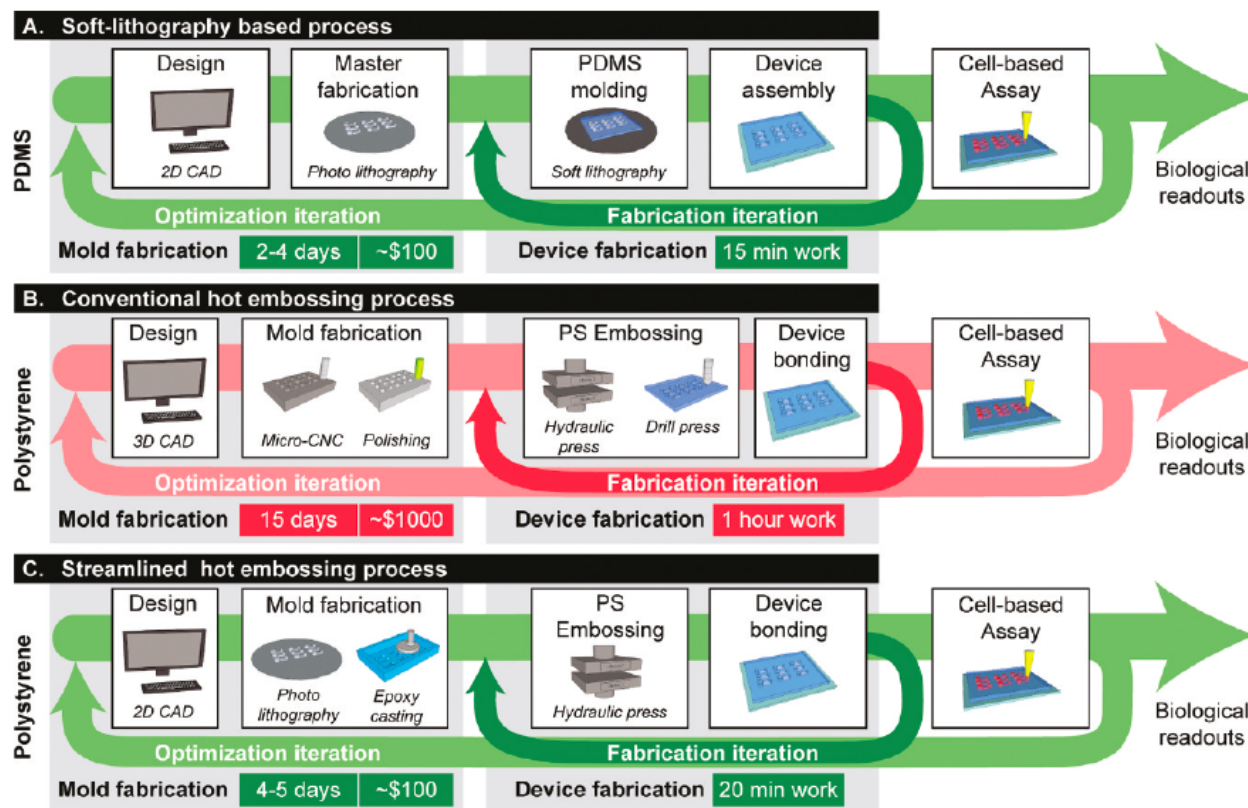 A. Soft-lithography based process
PDMS
Design
2D CAD
Master
fabrication
Photo lithography
PDMS
molding
Soft lithography
Device
assembly
Cell-based
Assay
Biological
readouts
Optimization iteration
Fabrication iteration
Mold fabrication 2-4 days ~$100
Device fabrication 15 min work
B. Conventional hot embossing process
Polystyrene
Design
3D CAD
Mold fabrication
Micro-CNC
Polishing
PS Embossing
Hydraulic
press
Drill press
Device
bonding
Cell-based
Assay
Biological
readouts
Optimization iteration
Fabrication iteration
Mold fabrication 15 days ~$1000
Device fabrication 1 hour work
C. Streamlined hot embossing process
Polystyrene
Design
2D CAD
Mold fabrication
Photo
lithography
Epoxy
casting
PS
Embossing
Hydraulic press
Device
bonding
Cell-based
Assay
Biological
readouts
Optimization iteration
Fabrication iteration
Mold fabrication 4-5 days ~$100
Device fabrication 20 min work